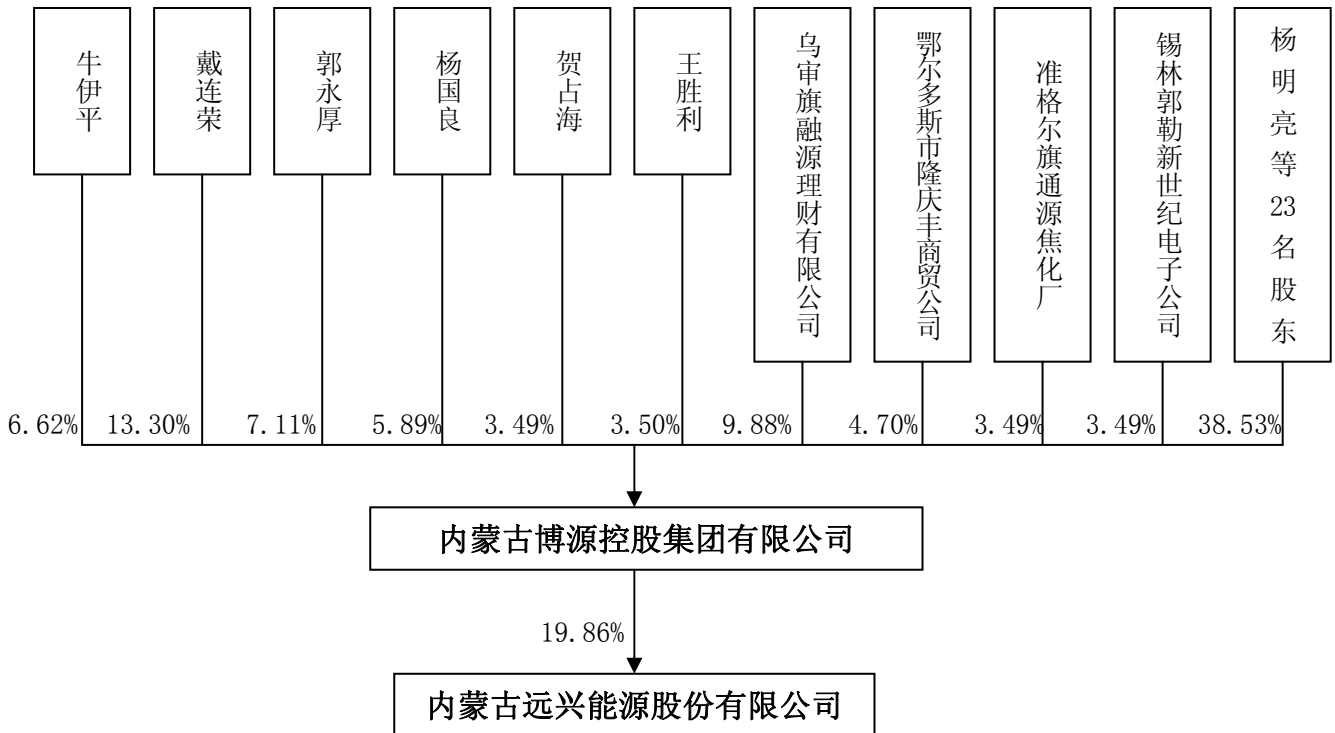 牛伊平
戴连荣
郭永厚
杨国良
贺占海
王胜利
乌审旗融源理财有限公司
鄂尔多斯市隆庆丰商贸公司
准格尔旗通源焦化厂
锡林郭勒新世纪电子公司
杨明亮等23名股东
6.62%
13.30%
7.11%
5.89%
3.49%
3.50%
9.88%
4.70%
3.49%
3.49%
38.53%
内蒙古博源控股集团有限公司
19.86%
内蒙古远兴能源股份有限公司